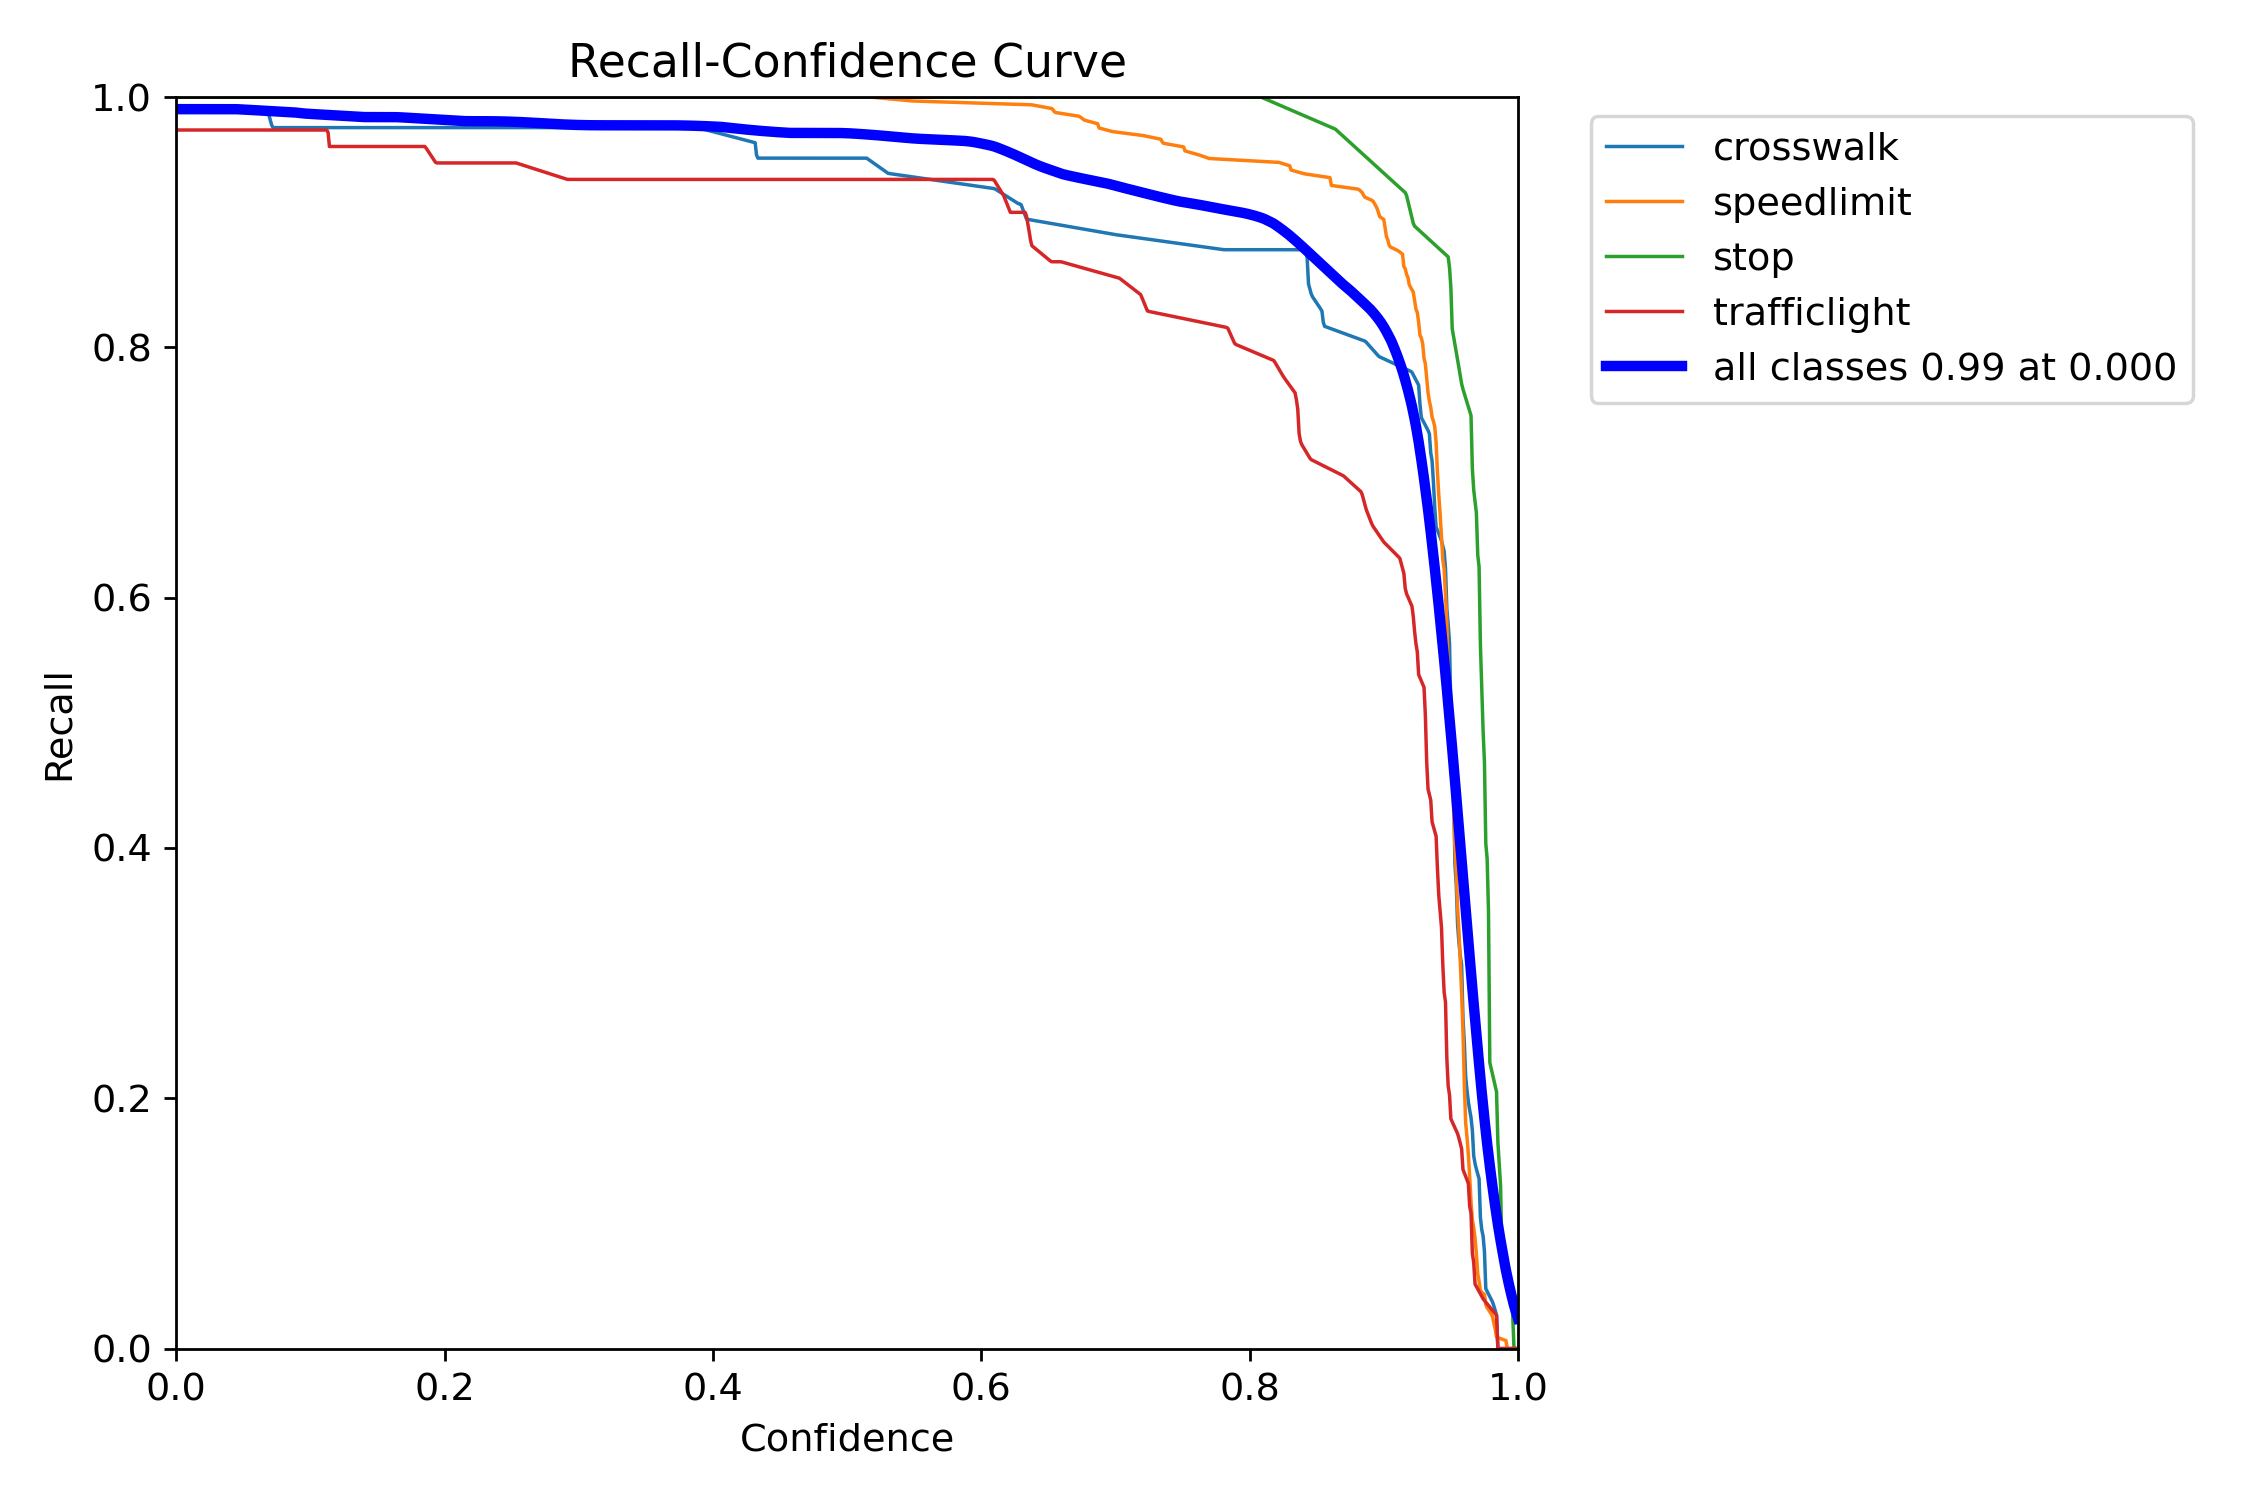 Recall-Confidence Curve
1.0
0.8
0.6
0.4
0.2
0.0
Recall
0.0 0.2 0.4 0.6 0.8 1.0
Confidence
crosswalk
speedlimit
stop
trafficlight
all classes 0.99 at 0.000